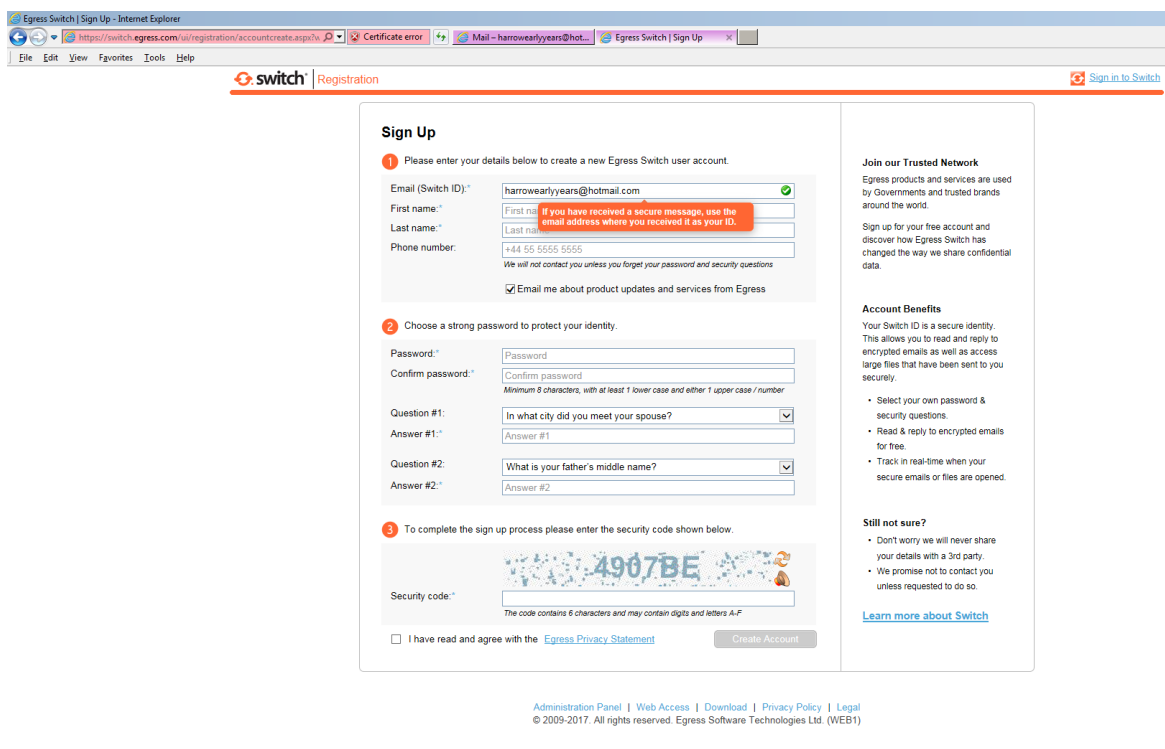 Egress Switch | Sign Up - Internet Explorer
https://switch.egress.com/ui/registration/accountcreate.aspx?
Certificate error
Mail – harrowearlyyears@hot...
Egress Switch | Sign Up
File Edit View Favorites Tools Help
switch Registration
Sign in to Switch
Sign Up
1 Please enter your details below to create a new Egress Switch user account.
Email (Switch ID):* harrowearlyyears@hotmail.com
First name:* First na
If you have received a secure message, use the
email address where you received it as your ID.
Last name:* Last name
Phone number: +44 55 5555 5555
We will not contact you unless you forget your password and security questions
Email me about product updates and services from Egress
2 Choose a strong password to protect your identity.
Password:* Password
Confirm password:* Confirm password
Minimum 8 characters, with at least 1 lower case and either 1 upper case / number
Question #1: In what city did you meet your spouse?
Answer #1:* Answer #1
Question #2: What is your father's middle name?
Answer #2:* Answer #2
3 To complete the sign up process please enter the security code shown below.
4907BE
Security code:*
The code contains 6 characters and may contain digits and letters A-F
I have read and agree with the Egress Privacy Statement
Create Account
Join our Trusted Network
Egress products and services are used
by Governments and trusted brands
around the world.
Sign up for your free account and
discover how Egress Switch has
changed the way we share confidential
data.
Account Benefits
Your Switch ID is a secure identity.
This allows you to read and reply to
encrypted emails as well as access
large files that have been sent to you
securely.
• Select your own password &
security questions.
• Read & reply to encrypted emails
for free.
• Track in real-time when your
secure emails or files are opened.
Still not sure?
• Don't worry we will never share
your details with a 3rd party.
• We promise not to contact you
unless requested to do so.
Learn more about Switch
Administration Panel | Web Access | Download | Privacy Policy | Legal
© 2009-2017. All rights reserved. Egress Software Technologies Ltd. (WEB1)